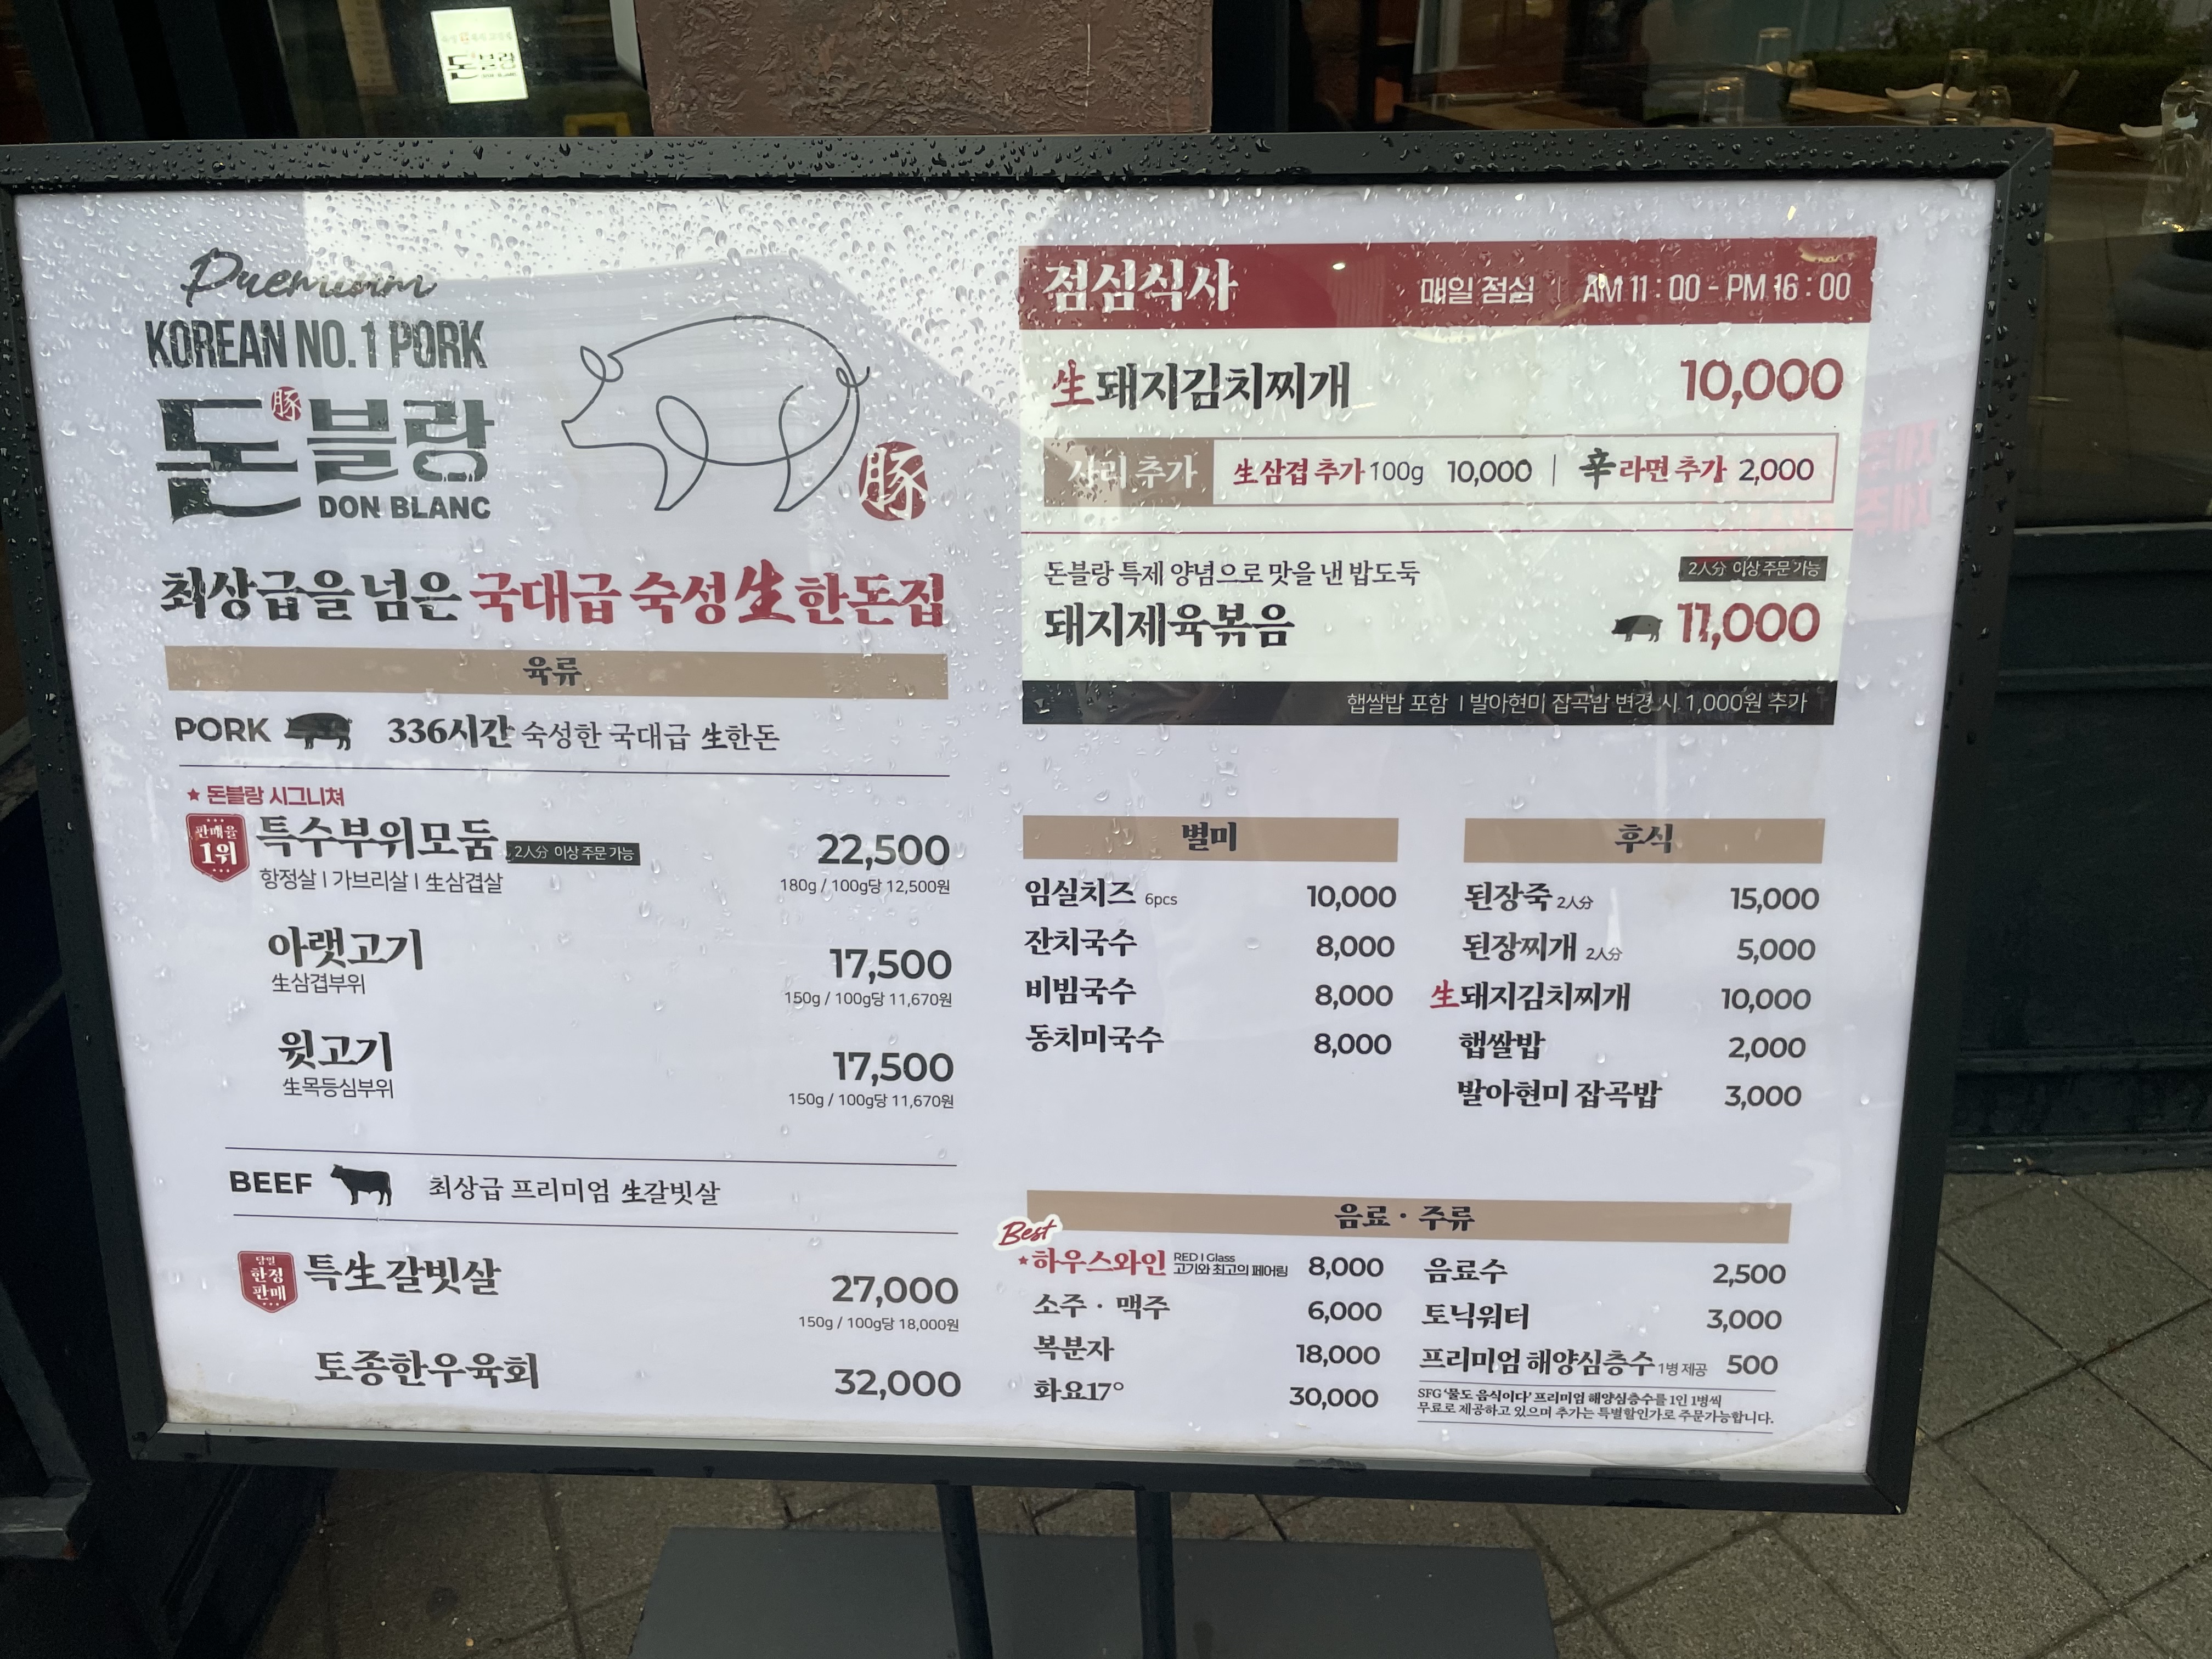 돈블랑
Premium
KOREAN NO.1 PORK
돈블랑
豚
DON BLANC
豚
최상급을 넘은 국대급 숙성 生 한돈집
육류
PORK 336시간 숙성한 국대급 生한돈
★ 돈블랑 시그니쳐
판매율 1위 특수부위모둠 2人分 이상 주문 가능 22,500
항정살 | 가브리살 | 生삼겹살 180g / 100g당 12,500원
아랫고기 17,500
生삼겹부위 150g / 100g당 11,670원
윗고기 17,500
生목등심부위 150g / 100g당 11,670원
BEEF 최상급 프리미엄 生갈빗살
당일 한정 판매 특生갈빗살 27,000
150g / 100g당 18,000원
토종한우육회 32,000
점심식사 매일 점심 | AM 11 : 00 - PM 16 : 00
生돼지김치찌개 10,000
사리 추가 生삼겹 추가 100g 10,000 | 辛라면 추가 2,000
돈블랑 특제 양념으로 맛을 낸 밥도둑 2人分 이상 주문 가능
돼지제육볶음 11,000
햅쌀밥 포함 | 발아현미 잡곡밥 변경 시 1,000원 추가
별미
임실치즈 6pcs 10,000
잔치국수 8,000
비빔국수 8,000
동치미국수 8,000
후식
된장죽 2人分 15,000
된장찌개 2人分 5,000
生돼지김치찌개 10,000
햅쌀밥 2,000
발아현미 잡곡밥 3,000
음료 · 주류
Best
★하우스와인 RED | Glass 8,000
고기와 최고의 페어링
소주 · 맥주 6,000
복분자 18,000
화요17° 30,000
음료수 2,500
토닉워터 3,000
프리미엄 해양심층수 1병 제공 500
SFG '물도 음식이다' 프리미엄 해양심층수를 1인 1병씩
무료로 제공하고 있으며 추가는 특별할인가로 주문가능합니다.